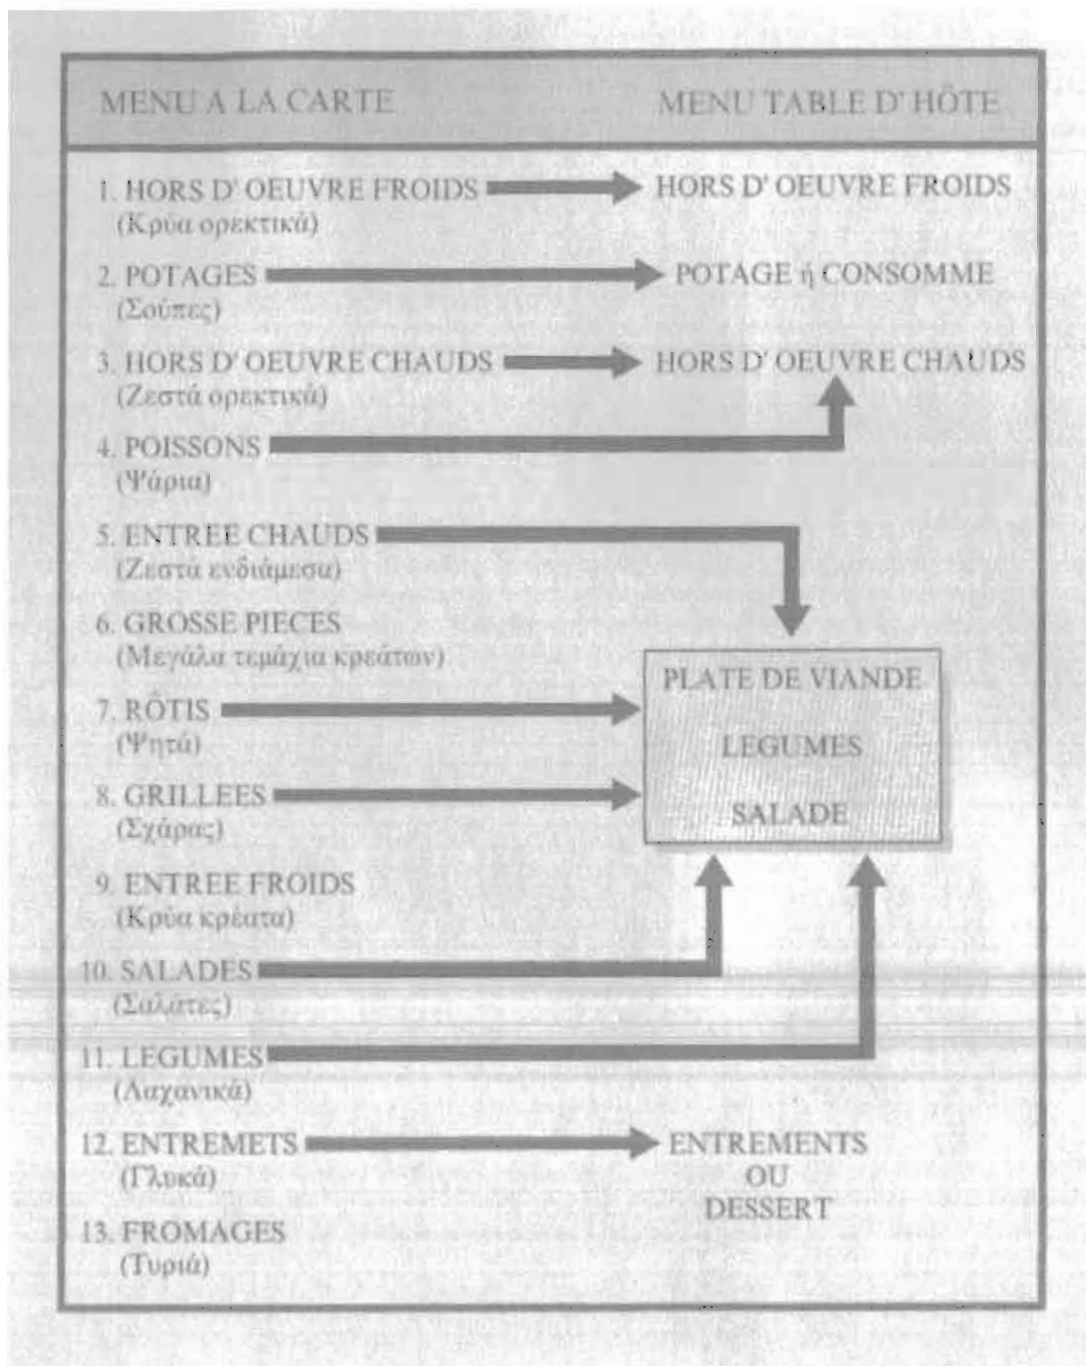 MENU A LA CARTE MENU TABLE D' HÔTE
1. HORS D' OEUVRE FROIDS HORS D' OEUVRE FROIDS
(Κρύα ορεκτικά)
2. POTAGES POTAGE ή CONSOMME
(Σούπες)
3. HORS D' OEUVRE CHAUDS HORS D' OEUVRE CHAUDS
(Ζεστά ορεκτικά)
4. POISSONS
(Ψάρια)
5. ENTREE CHAUDS
(Ζεστα ενδιάμεσα)
6. GROSSE PIECES
(Μεγάλα τεμάχια κρεάτων)
PLATE DE VIANDE
7. RÔTIS
(Ψητά)
LEGUMES
8. GRILLEES
(Σχάρας)
SALADE
9. ENTREE FROIDS
(Κρύα κρέατα)
10. SALADES
(Σαλάτες)
11. LEGUMES
(Λαχανικά)
12. ENTREMETS ENTREMENTS
(Γλυκά) OU
DESSERT
13. FROMAGES
(Τυριά)